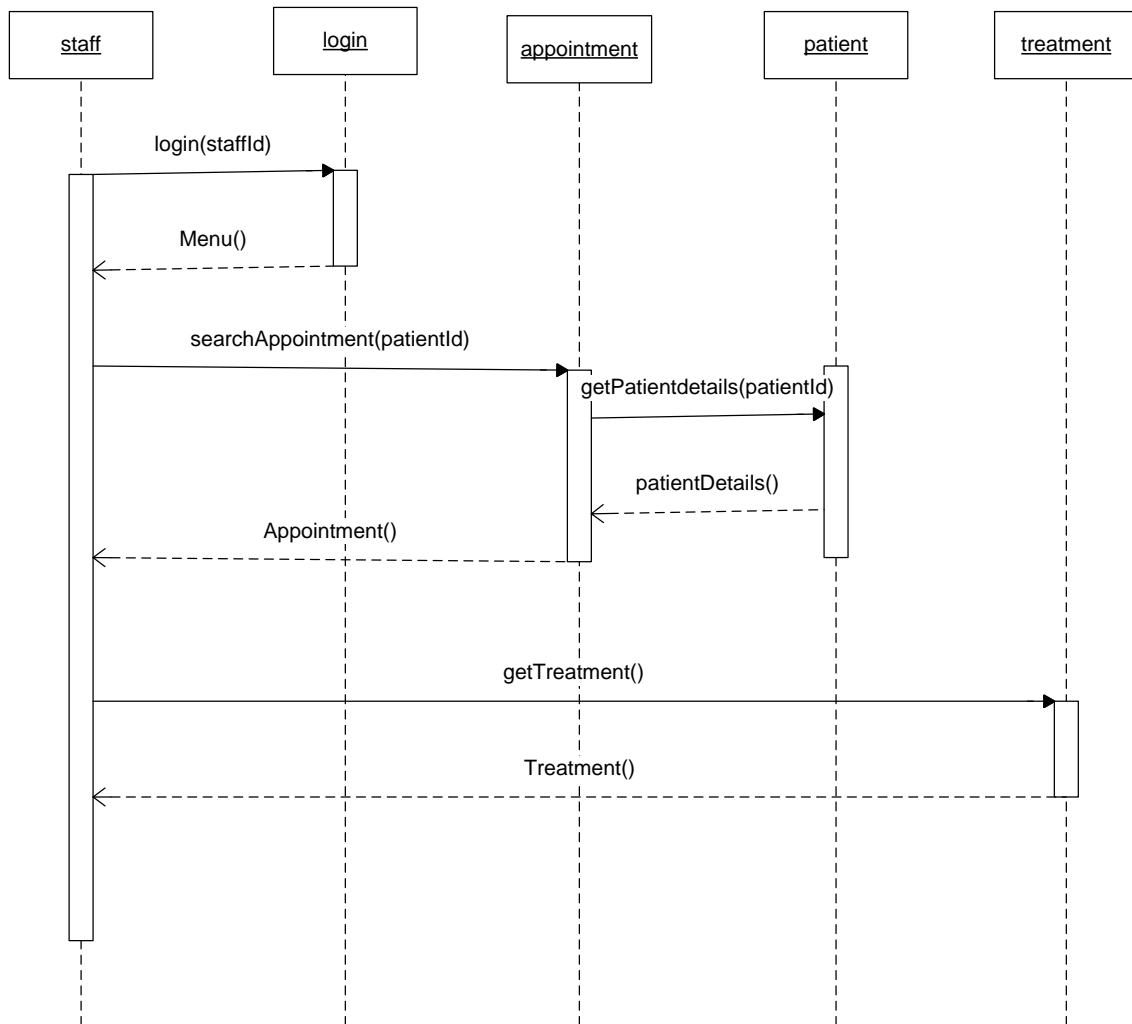 staff
login
appointment
patient
treatment
login(staffId)
Menu()
searchAppointment(patientId)
getPatientdetails(patientId)
patientDetails()
Appointment()
getTreatment()
Treatment()